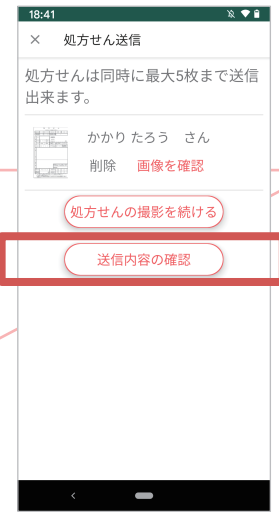 18:41
× 処方せん送信
処方せんは同時に最大5枚まで送信
出来ます。
かかり たろう さん
削除 画像を確認
処方せんの撮影を続ける
送信内容の確認